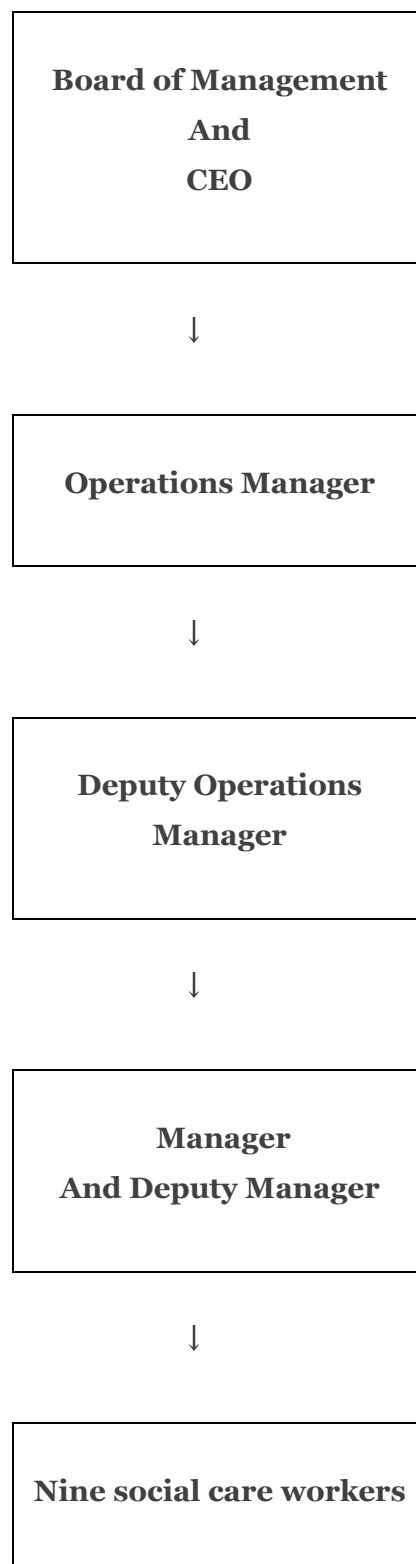 Board of Management
And
CEO
↓
Operations Manager
↓
Deputy Operations
Manager
↓
Manager
And Deputy Manager
↓
Nine social care workers